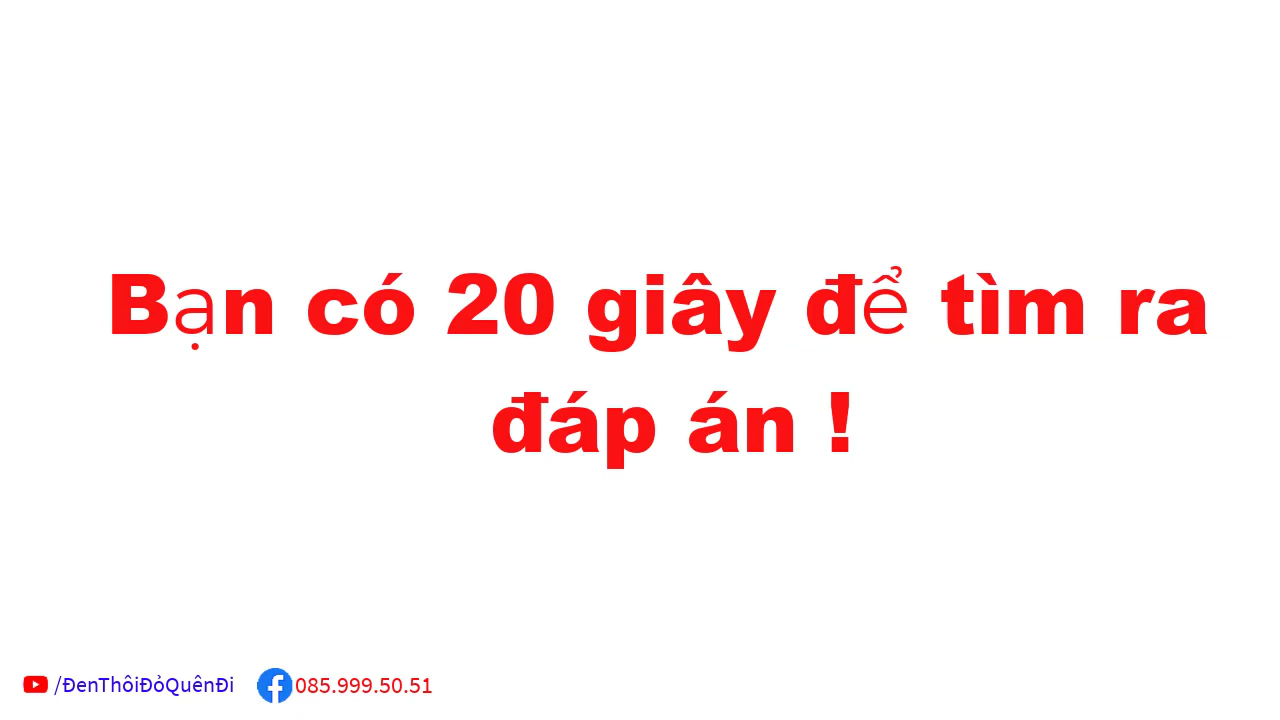 Bạn có 20 giây để tìm ra
đáp án !
/ĐenThôiĐỏQuênĐi 085.999.50.51